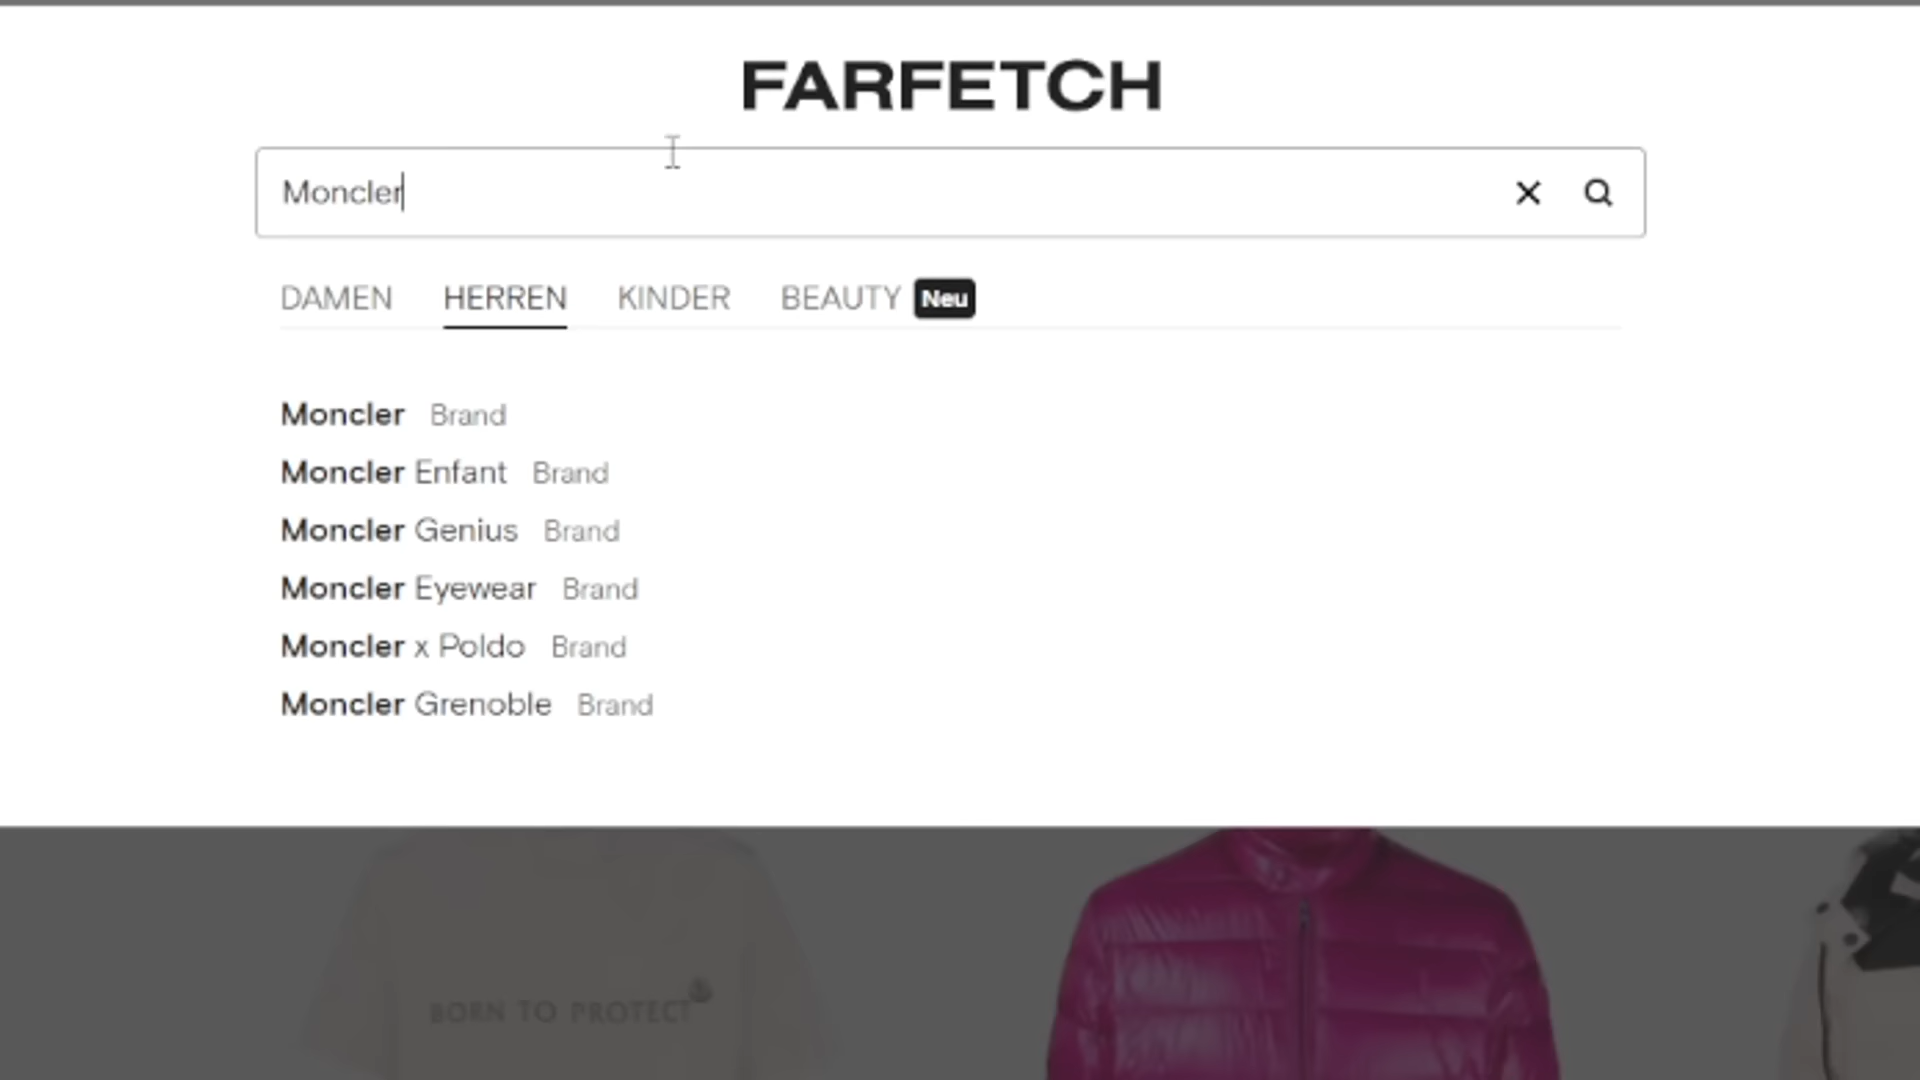 FARFETCH
Moncler
DAMEN HERREN KINDER BEAUTY Neu
Moncler Brand
Moncler Enfant Brand
Moncler Genius Brand
Moncler Eyewear Brand
Moncler x Poldo Brand
Moncler Grenoble Brand
BORN TO PROTECT